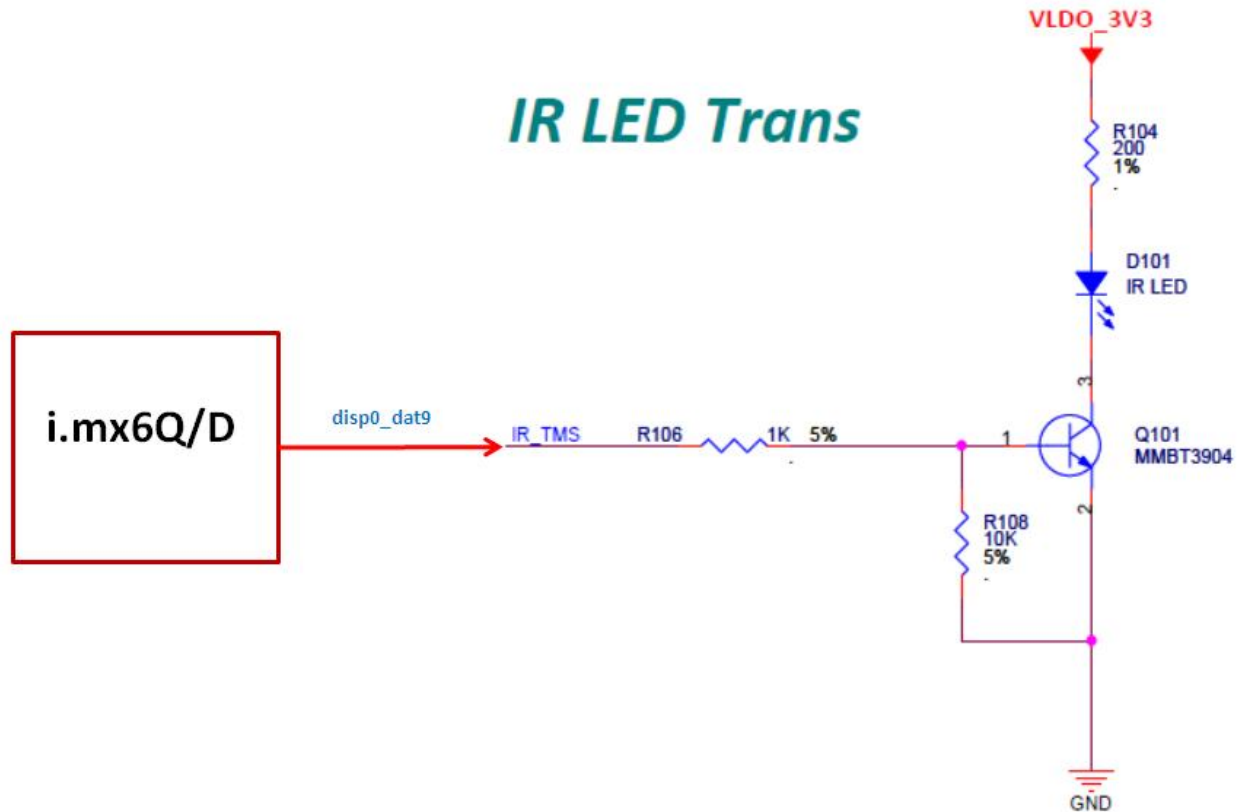 VLDO_3V3
IR LED Trans
R104
200
1%
D101
IR LED
i.mx6Q/D
disp0_dat9
IR_TMS
R106
1K 5%
3
1
Q101
MMBT3904
2
R108
10K
5%
GND